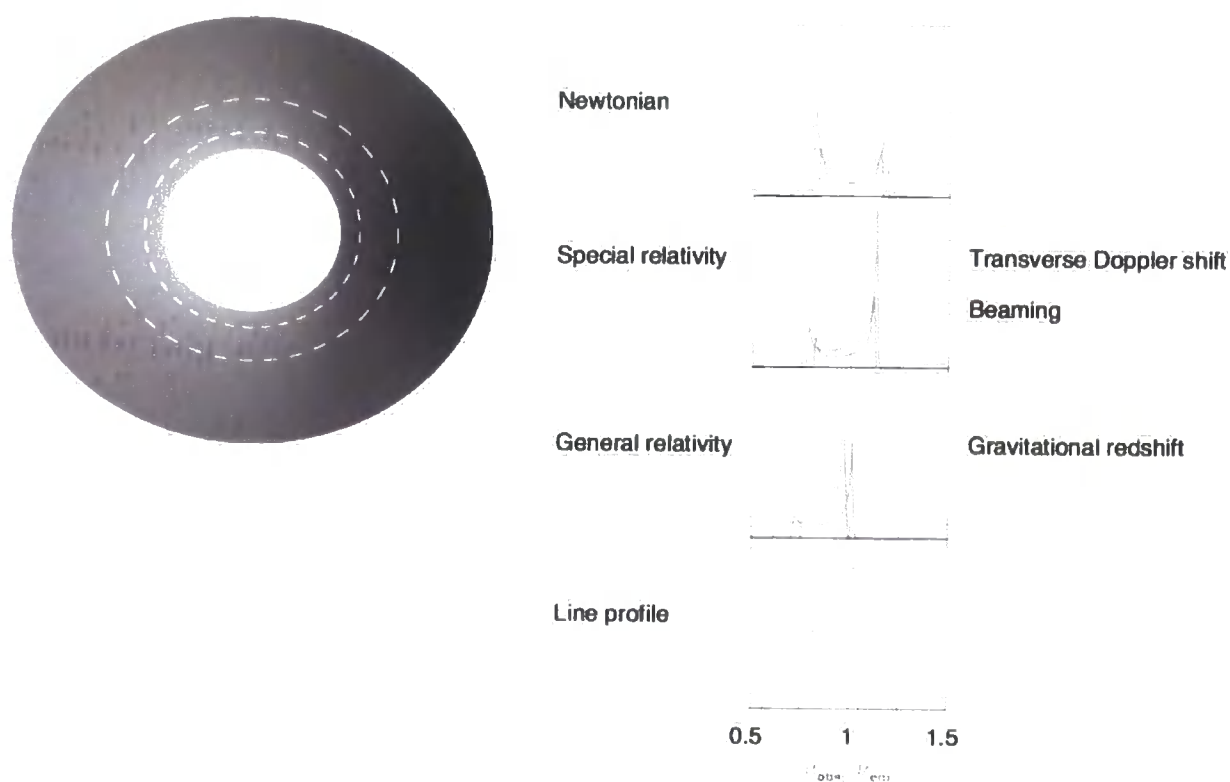 Newtonian
Special relativity
Transverse Doppler shift
Beaming
General relativity
Gravitational redshift
Line profile
0.5 1 1.5